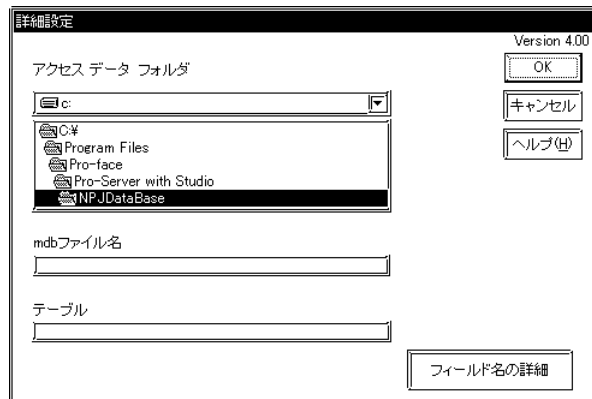 詳細設定
Version 4.00
アクセス データ フォルダ
OK
c:
キャンセル
C:¥
Program Files
ヘルプ(H)
Pro-face
Pro-Server with Studio
NPJDataBase
mdbファイル名
テーブル
フィールド名の詳細